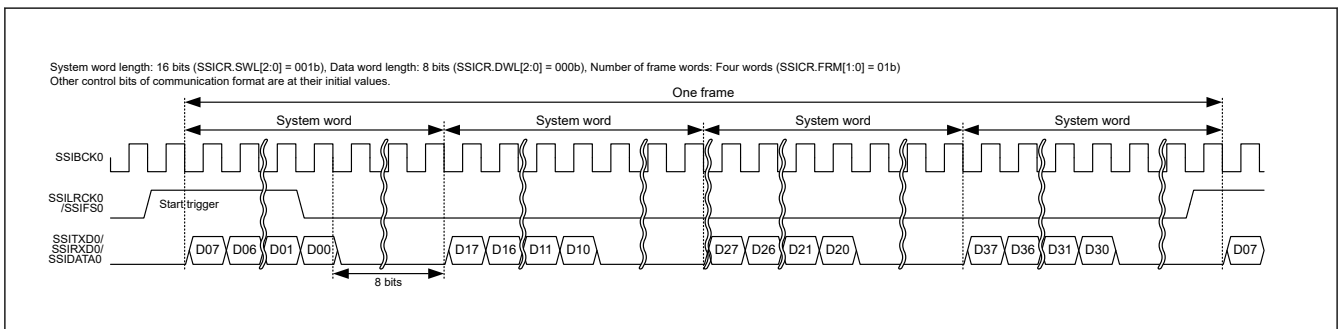 System word length: 16 bits (SSICR.SWL[2:0] = 001b), Data word length: 8 bits (SSICR.DWL[2:0] = 000b), Number of frame words: Four words (SSICR.FRM[1:0] = 01b)
Other control bits of communication format are at their initial values.
One frame
System word System word System word System word
SSIBCK0
SSILRCK0
/SSIFS0
Start trigger
SSITXD0/
SSIRXD0/
SSIDATA0
D07 D06 D01 D00 D17 D16 D11 D10 D27 D26 D21 D20 D37 D36 D31 D30 D07
8 bits